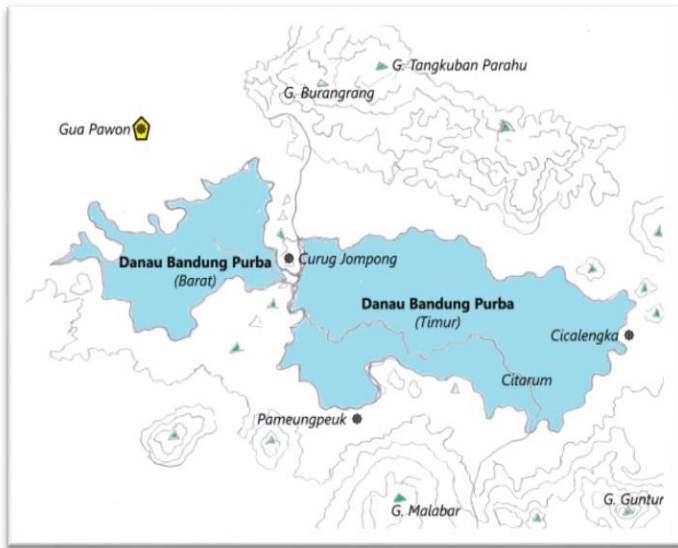 G. Tangkuban Parahu
G. Burangrang
Gua Pawon
Danau Bandung Purba
(Barat)
Curug Jompong
Danau Bandung Purba
(Timur)
Cicalengka
Citarum
Pameungpeuk
G. Malabar
G. Guntur